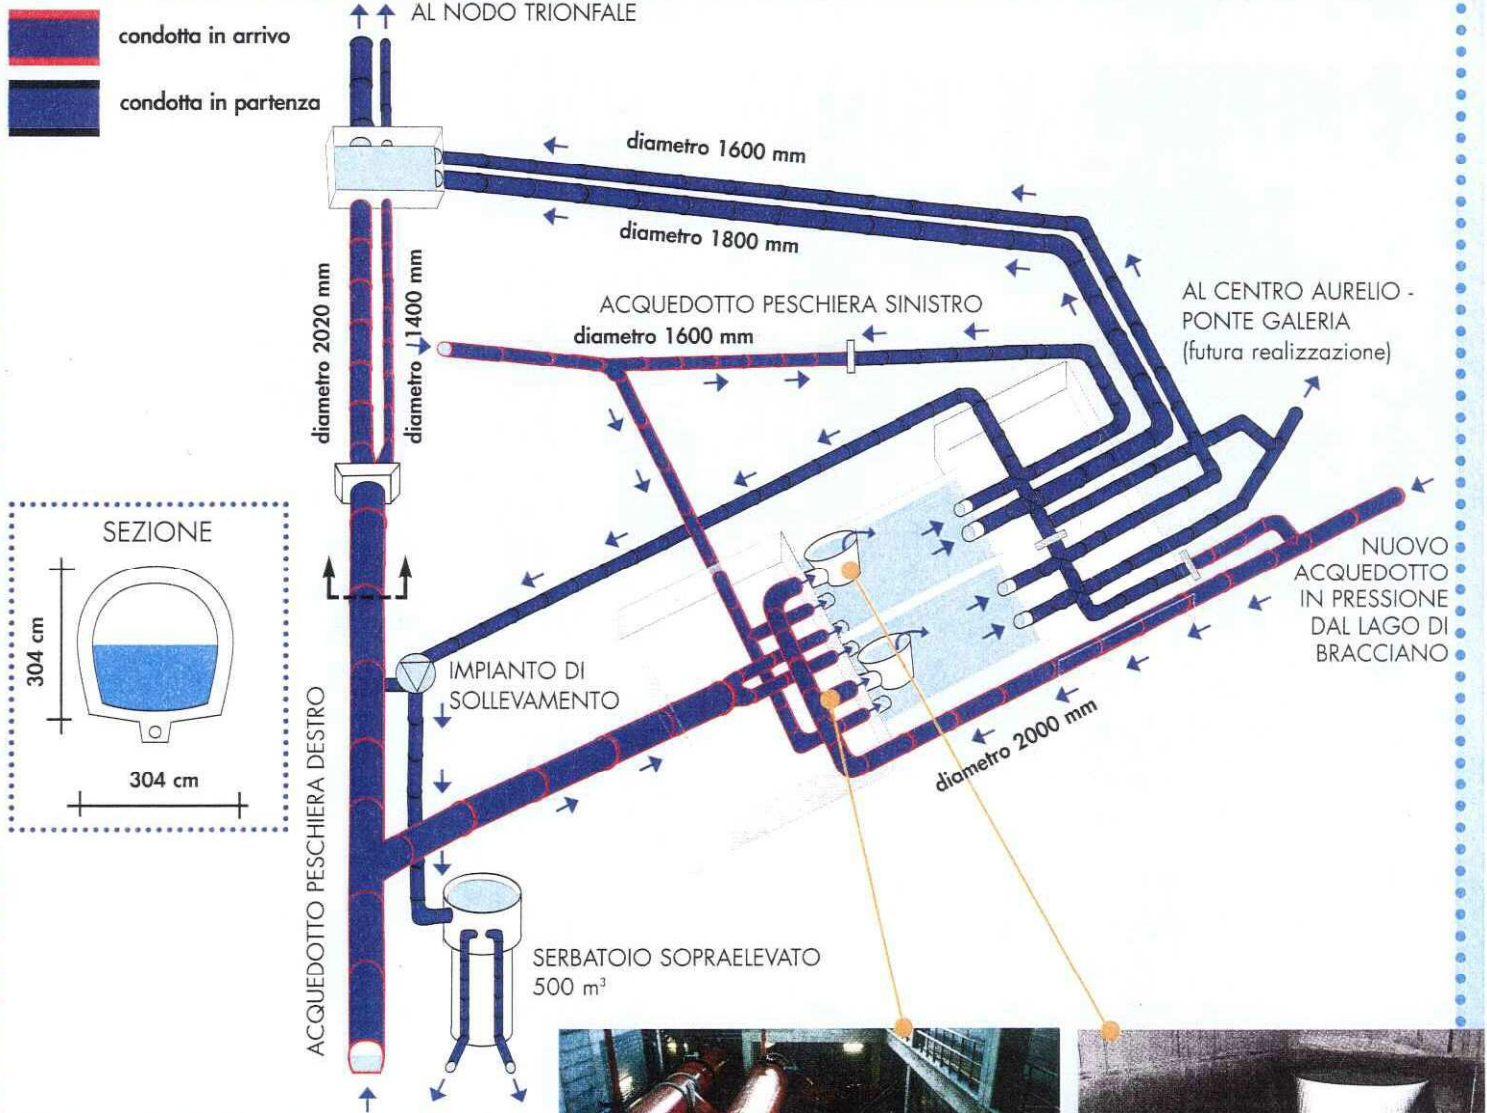 AL NODO TRIONFALE
condotta in arrivo
condotta in partenza
diametro 1600 mm
diametro 1800 mm
diametro 2020 mm
diametro 1400 mm
ACQUEDOTTO PESCHIERA SINISTRO
diametro 1600 mm
AL CENTRO AURELIO -
PONTE GALERIA
(futura realizzazione)
SEZIONE
304 cm
304 cm
NUOVO
ACQUEDOTTO
IN PRESSIONE
DAL LAGO DI
BRACCIANO
IMPIANTO DI
SOLLEVAMENTO
diametro 2000 mm
ACQUEDOTTO PESCHIERA DESTRO
SERBATOIO SOPRAELEVATO
500 m³